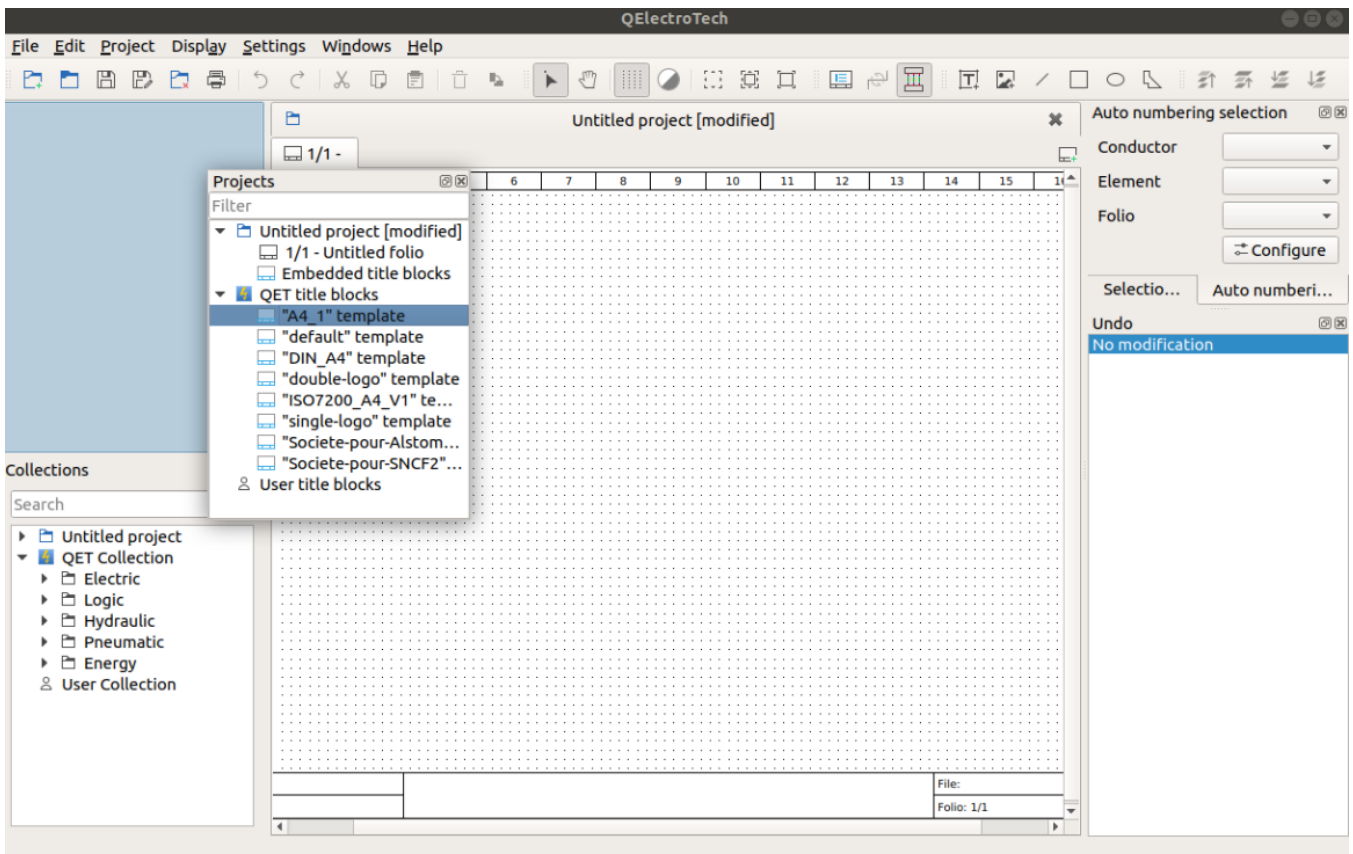 QElectroTech
File Edit Project Display Settings Windows Help
Untitled project [modified]
1/1 -
6 7 8 9 10 11 12 13 14 15
Projects
Filter
Untitled project [modified]
1/1 - Untitled folio
Embedded title blocks
QET title blocks
"A4_1" template
"default" template
"DIN_A4" template
"double-logo" template
"ISO7200_A4_V1" te...
"single-logo" template
"Societe-pour-Alstom...
"Societe-pour-SNCF2"...
User title blocks
Collections
Search
Untitled project
QET Collection
Electric
Logic
Hydraulic
Pneumatic
Energy
User Collection
File:
Folio: 1/1
Auto numbering selection
Conductor
Element
Folio
Configure
Selectio... Auto numberi...
Undo
No modification